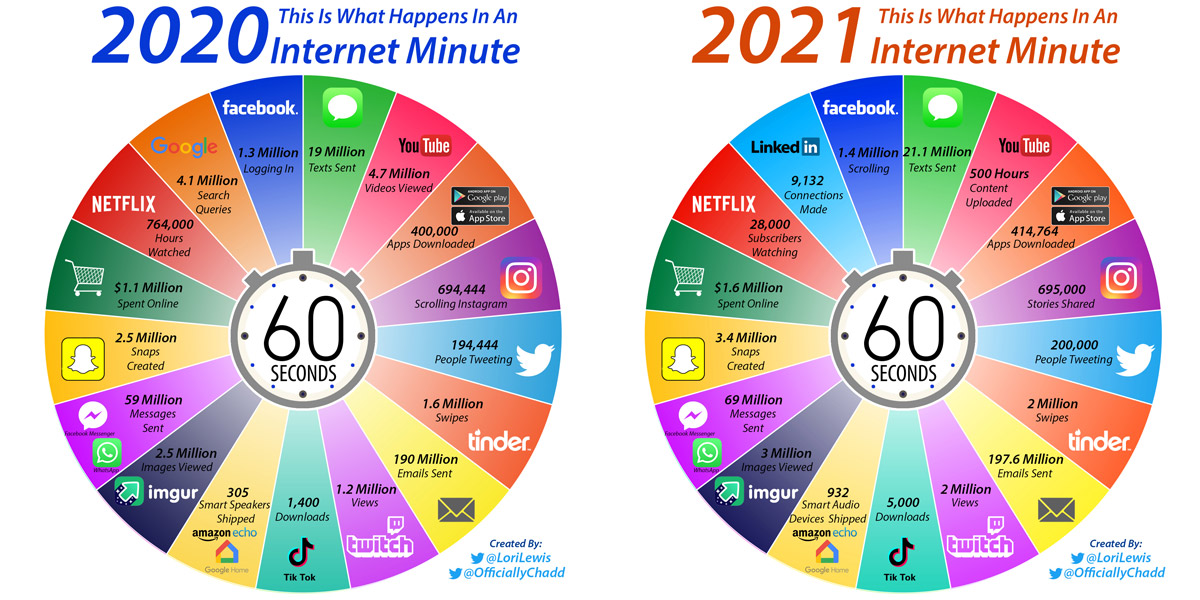 2020 This Is What Happens In An
Internet Minute
facebook.
1.3 Million
Logging In
19 Million
Texts Sent
YouTube
4.7 Million
Videos Viewed
ANDROID APP ON
Google play
Available on the
App Store
400,000
Apps Downloaded
694,444
Scrolling Instagram
194,444
People Tweeting
1.6 Million
Swipes
tinder
190 Million
Emails Sent
1.2 Million
Views
twitch
1,400
Downloads
Tik Tok
305
Smart Speakers
Shipped
amazon echo
Google Home
2.5 Million
Images Viewed
imgur
59 Million
Messages
Sent
Facebook Messenger
WhatsApp
2.5 Million
Snaps
Created
$1.1 Million
Spent Online
NETFLIX
764,000
Hours
Watched
Google
4.1 Million
Search
Queries
60
SECONDS
Created By:
@LoriLewis
@OfficiallyChadd
2021 This Is What Happens In An
Internet Minute
facebook.
1.4 Million
Scrolling
21.1 Million
Texts Sent
YouTube
500 Hours
Content
Uploaded
ANDROID APP ON
Google play
Available on the
App Store
414,764
Apps Downloaded
695,000
Stories Shared
200,000
People Tweeting
2 Million
Swipes
tinder
197.6 Million
Emails Sent
2 Million
Views
twitch
5,000
Downloads
Tik Tok
932
Smart Audio
Devices Shipped
amazon echo
Google Home
3 Million
Images Viewed
imgur
69 Million
Messages
Sent
Facebook Messenger
WhatsApp
3.4 Million
Snaps
Created
$1.6 Million
Spent Online
NETFLIX
28,000
Subscribers
Watching
Linked in
9,132
Connections
Made
60
SECONDS
Created By:
@LoriLewis
@OfficiallyChadd